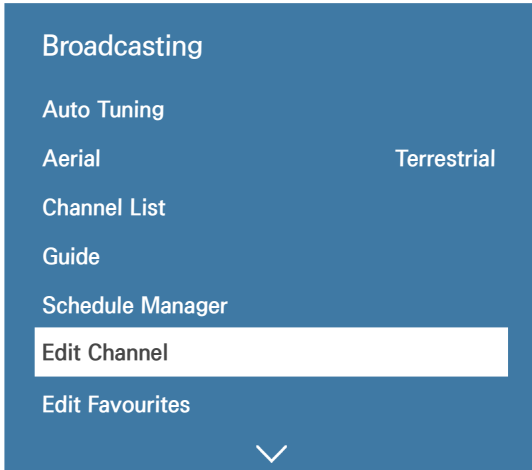 Broadcasting
Auto Tuning
Aerial Terrestrial
Channel List
Guide
Schedule Manager
Edit Channel
Edit Favourites